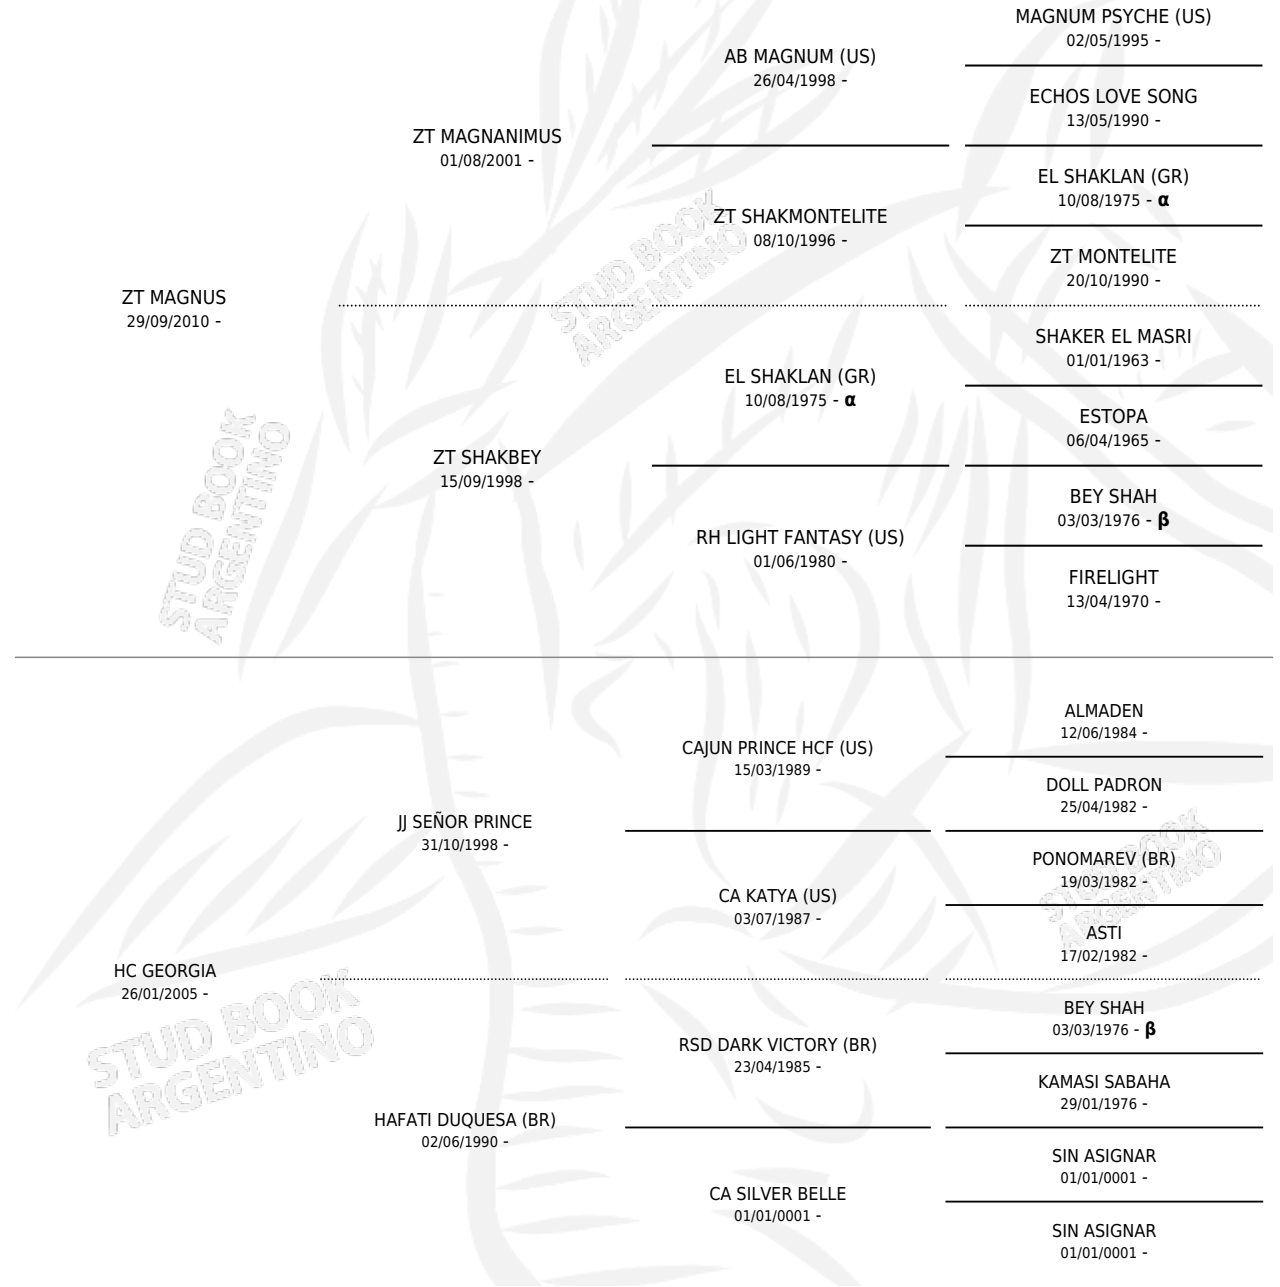 MAGNUM PSYCHE (US)
02/05/1995 -
AB MAGNUM (US)
26/04/1998 -
ECHOS LOVE SONG
13/05/1990 -
ZT MAGNANIMUS
01/08/2001 -
EL SHAKLAN (GR)
10/08/1975 - α
ZT SHAKMONTELITE
08/10/1996 -
ZT MONTELITE
20/10/1990 -
ZT MAGNUS
29/09/2010 -
SHAKER EL MASRI
01/01/1963 -
EL SHAKLAN (GR)
10/08/1975 - α
ESTOPA
06/04/1965 -
ZT SHAKBEY
15/09/1998 -
BEY SHAH
03/03/1976 - β
RH LIGHT FANTASY (US)
01/06/1980 -
FIRELIGHT
13/04/1970 -
ALMADEN
12/06/1984 -
CAJUN PRINCE HCF (US)
15/03/1989 -
DOLL PADRON
25/04/1982 -
JJ SEÑOR PRINCE
31/10/1998 -
PONOMAREV (BR)
19/03/1982 -
CA KATYA (US)
03/07/1987 -
ASTI
17/02/1982 -
HC GEORGIA
26/01/2005 -
BEY SHAH
03/03/1976 - β
RSD DARK VICTORY (BR)
23/04/1985 -
KAMASI SABAHA
29/01/1976 -
HAFATI DUQUESA (BR)
02/06/1990 -
SIN ASIGNAR
01/01/0001 -
CA SILVER BELLE
01/01/0001 -
SIN ASIGNAR
01/01/0001 -
STUD BOOK
ARGENTINO
STUD BOOK
ARGENTINO
STUD BOOK
ARGENTINO
STUD BOOK
ARGENTINO